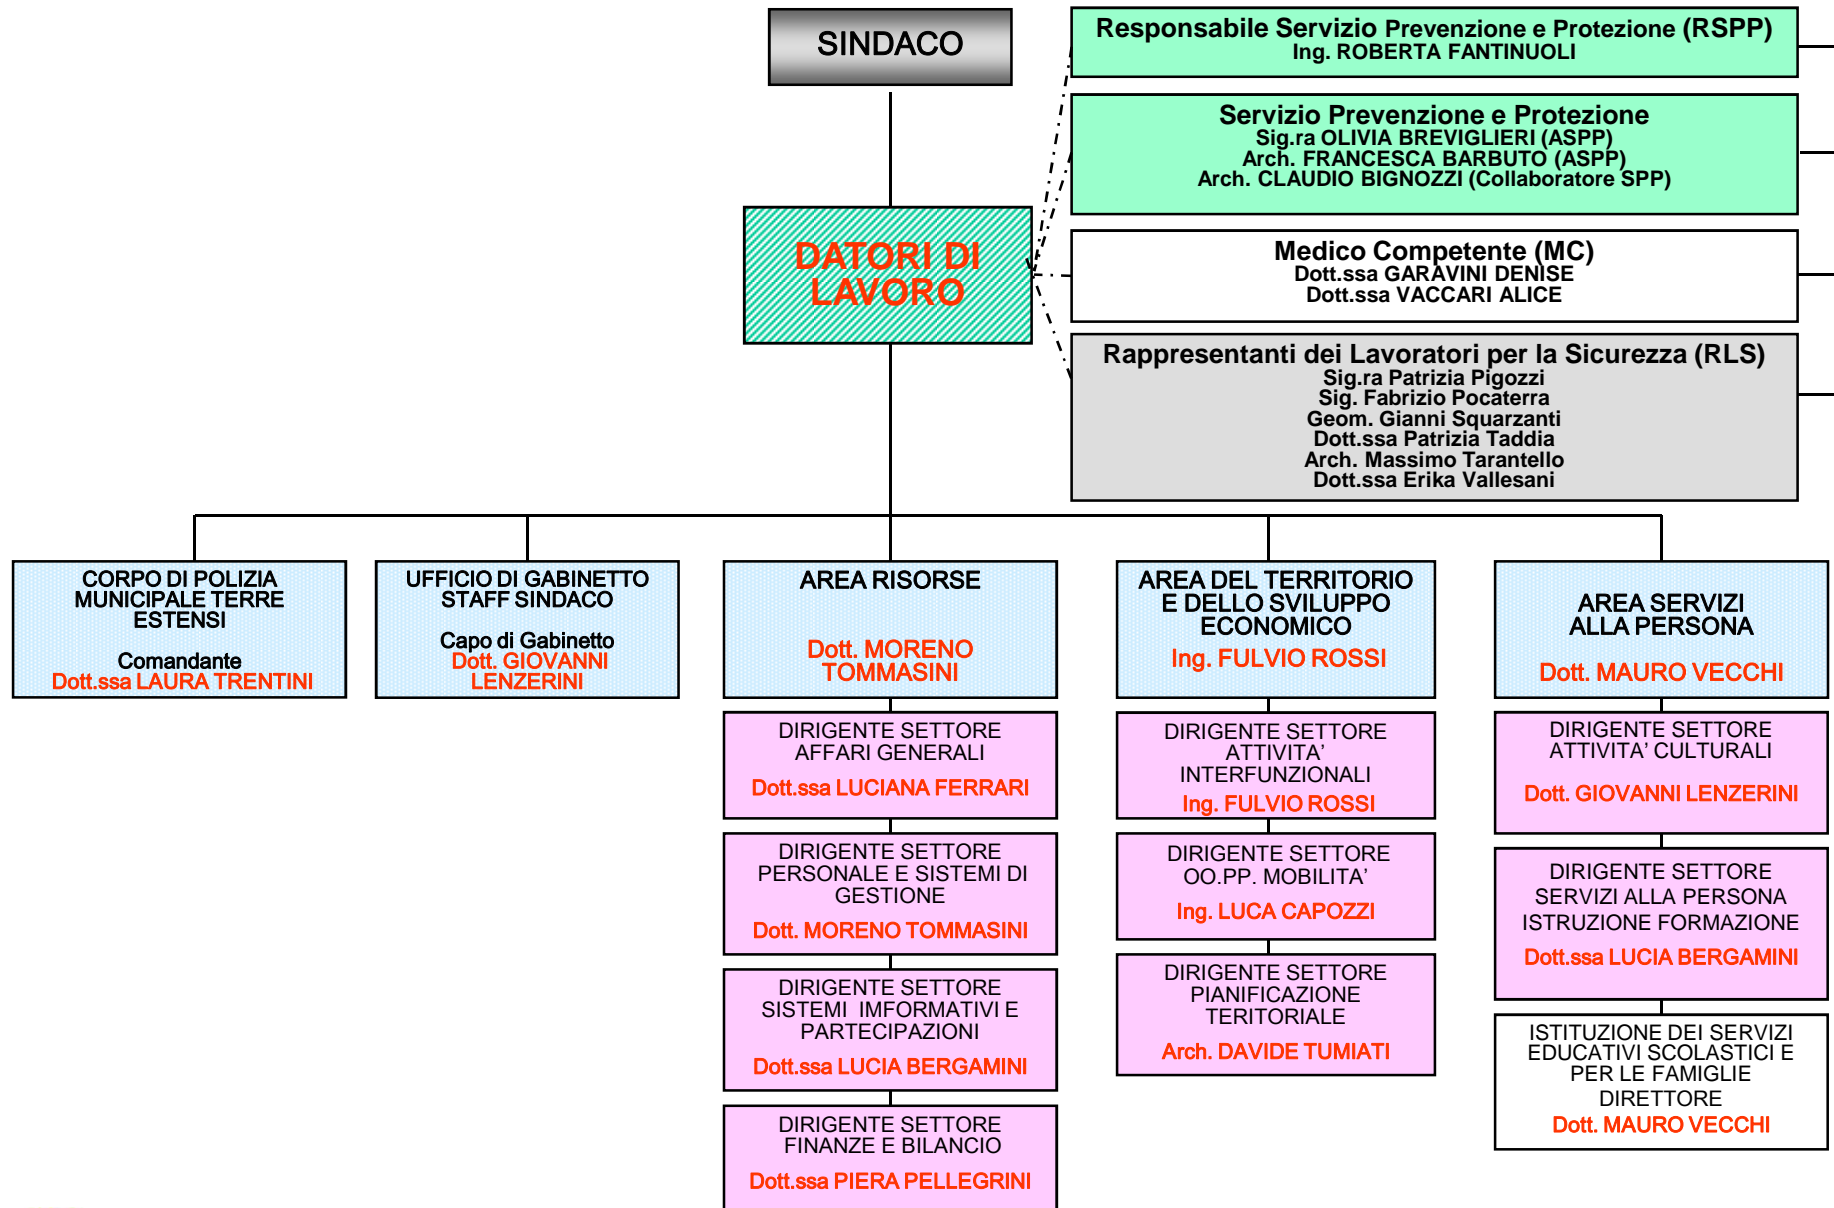 SINDACO
Responsabile Servizio Prevenzione e Protezione (RSPP)
Ing. ROBERTA FANTINUOLI
Servizio Prevenzione e Protezione
Sig.ra OLIVIA BREVIGLIERI (ASPP)
Arch. FRANCESCA BARBUTO (ASPP)
Arch. CLAUDIO BIGNOZZI (Collaboratore SPP)
DATORI DI
LAVORO
Medico Competente (MC)
Dott.ssa GARAVINI DENISE
Dott.ssa VACCARI ALICE
Rappresentanti dei Lavoratori per la Sicurezza (RLS)
Sig.ra Patrizia Pigozzi
Sig. Fabrizio Pocaterra
Geom. Gianni Squarzanti
Dott.ssa Patrizia Taddia
Arch. Massimo Tarantello
Dott.ssa Erika Vallesani
CORPO DI POLIZIA
MUNICIPALE TERRE
ESTENSI
Comandante
Dott.ssa LAURA TRENTINI
UFFICIO DI GABINETTO
STAFF SINDACO
Capo di Gabinetto
Dott. GIOVANNI
LENZERINI
AREA RISORSE
Dott. MORENO
TOMMASINI
AREA DEL TERRITORIO
E DELLO SVILUPPO
ECONOMICO
Ing. FULVIO ROSSI
AREA SERVIZI
ALLA PERSONA
Dott. MAURO VECCHI
DIRIGENTE SETTORE
AFFARI GENERALI
Dott.ssa LUCIANA FERRARI
DIRIGENTE SETTORE
PERSONALE E SISTEMI DI
GESTIONE
Dott. MORENO TOMMASINI
DIRIGENTE SETTORE
SISTEMI IMFORMATIVI E
PARTECIPAZIONI
Dott.ssa LUCIA BERGAMINI
DIRIGENTE SETTORE
FINANZE E BILANCIO
Dott.ssa PIERA PELLEGRINI
DIRIGENTE SETTORE
ATTIVITA'
INTERFUNZIONALI
Ing. FULVIO ROSSI
DIRIGENTE SETTORE
OO.PP. MOBILITA'
Ing. LUCA CAPOZZI
DIRIGENTE SETTORE
PIANIFICAZIONE
TERITORIALE
Arch. DAVIDE TUMIATI
DIRIGENTE SETTORE
ATTIVITA' CULTURALI
Dott. GIOVANNI LENZERINI
DIRIGENTE SETTORE
SERVIZI ALLA PERSONA
ISTRUZIONE FORMAZIONE
Dott.ssa LUCIA BERGAMINI
ISTITUZIONE DEI SERVIZI
EDUCATIVI SCOLASTICI E
PER LE FAMIGLIE
DIRETTORE
Dott. MAURO VECCHI